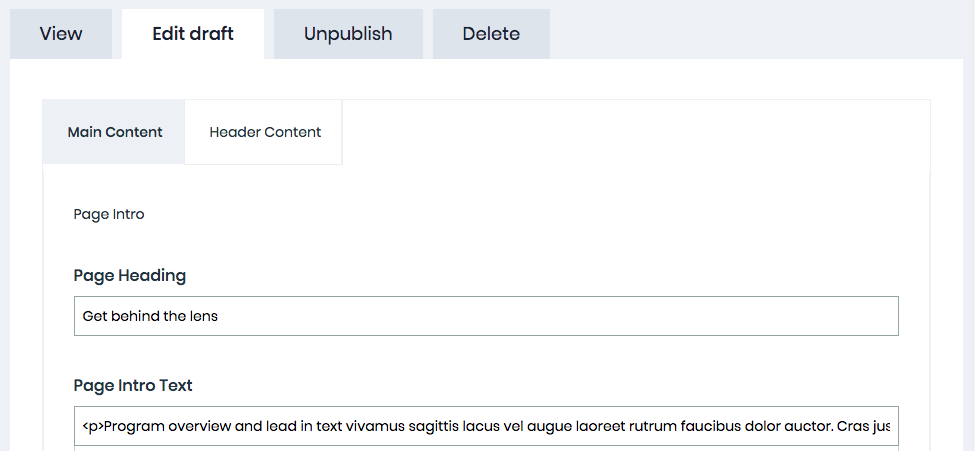 View Edit draft Unpublish Delete
Main Content Header Content
Page Intro
Page Heading
Get behind the lens
Page Intro Text
<p>Program overview and lead in text vivamus sagittis lacus vel augue laoreet rutrum faucibus dolor auctor. Cras jus